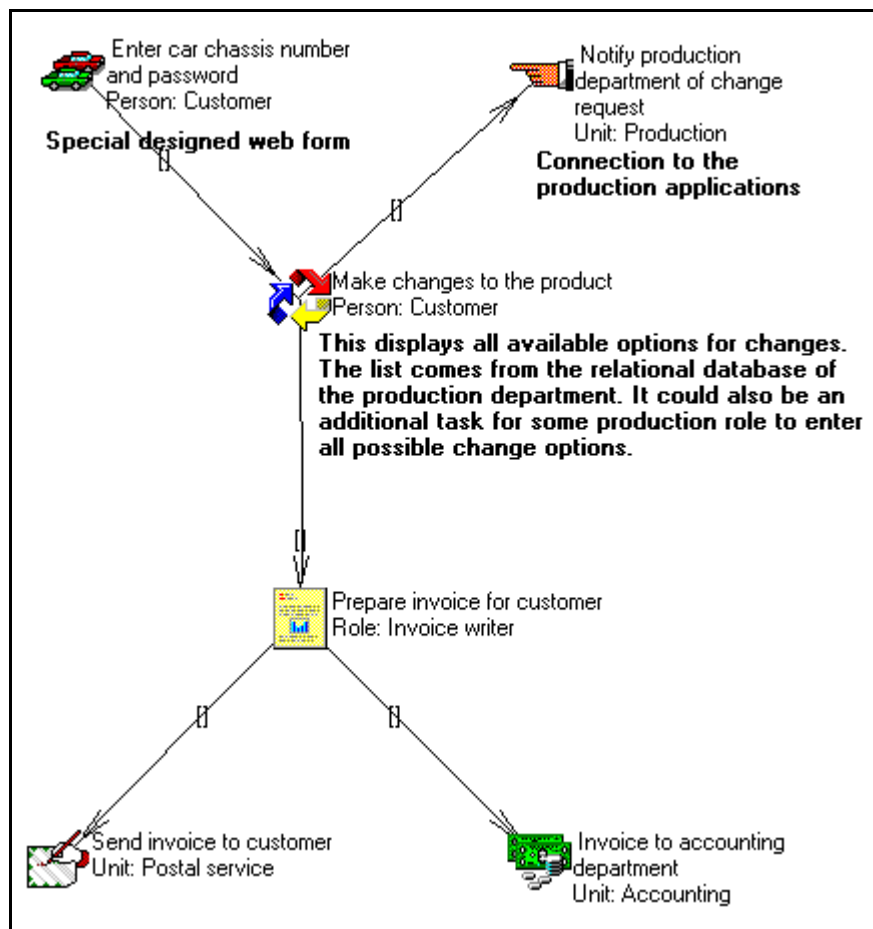 Enter car chassis number
and password
Person: Customer
Special designed web form
[]
Notify production
department of change
request
Unit: Production
Connection to the
production applications
[]
Make changes to the product
Person: Customer
This displays all available options for changes.
The list comes from the relational database of
the production department. It could also be an
additional task for some production role to enter
all possible change options.
[]
Prepare invoice for customer
Role: Invoice writer
[]
[]
Send invoice to customer
Unit: Postal service
Invoice to accounting
department
Unit: Accounting